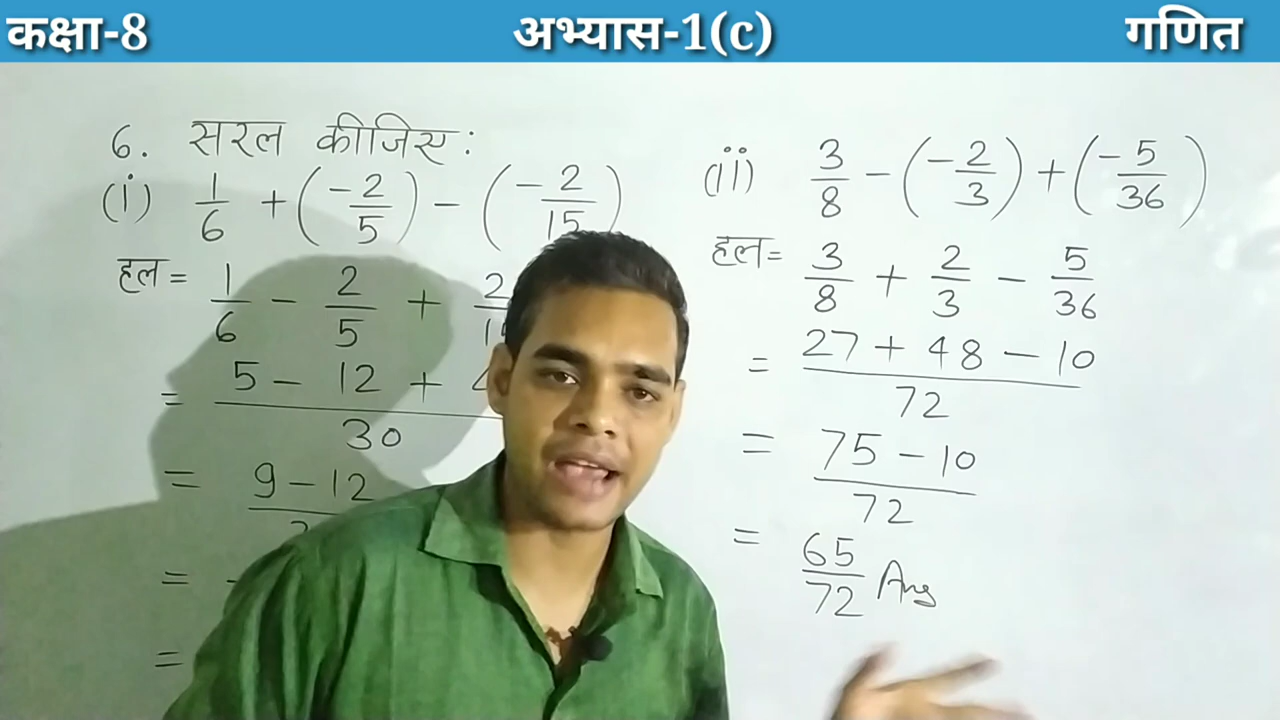 कक्षा-8 अभ्यास-1(c) गणित
6. सरल कीजिए:
(i) 1/6 + (-2/5) - (-2/15)
हल = 1/6 - 2/5 + 2/
= 5 - 12 + / 30
= 9 - 12
=
=
(ii) 3/8 - (-2/3) + (-5/36)
हल = 3/8 + 2/3 - 5/36
= 27 + 48 - 10 / 72
= 75 - 10 / 72
= 65/72 Ans